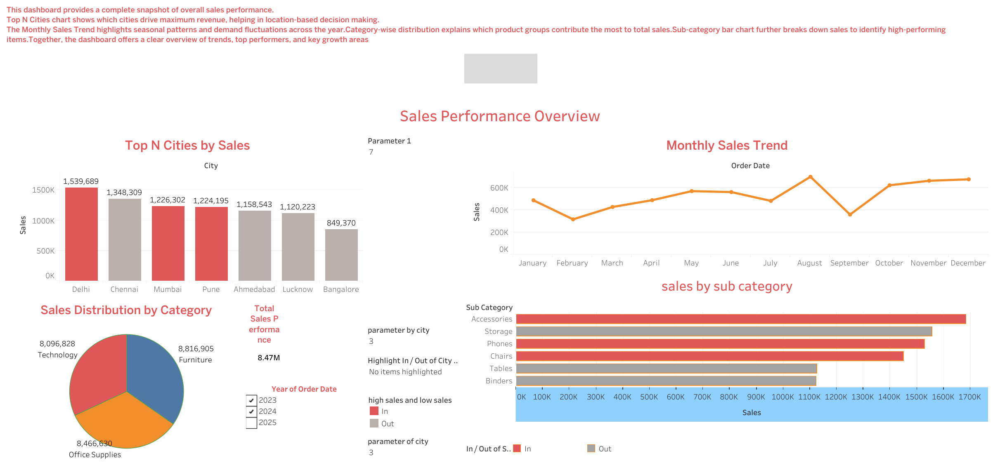 This dashboard provides a complete snapshot of overall sales performance.
Top N Cities chart shows which cities drive maximum revenue, helping in location-based decision making.
The Monthly Sales Trend highlights seasonal patterns and demand fluctuations across the year.Category-wise distribution explains which product groups contribute the most to total sales.Sub-category bar chart further breaks down sales to identify high-performing
items.Together, the dashboard offers a clear overview of trends, top performers, and key growth areas
Sales Performance Overview
Top N Cities by Sales
City
Sales
1500K
1000K
500K
0K
1,539,689
1,348,309
1,226,302
1,224,195
1,158,543
1,120,223
849,370
Delhi
Chennai
Mumbai
Pune
Ahmedabad
Lucknow
Bangalore
Parameter 1
7
Monthly Sales Trend
Order Date
Sales
600K
400K
200K
0K
January
February
March
April
May
June
July
August
September
October
November
December
Sales Distribution by Category
8,096,828
Technology
8,816,905
Furniture
8,466,630
Office Supplies
Total
Sales P
erforma
nce
8.47M
Year of Order Date
2023
2024
2025
parameter by city
3
Highlight In / Out of City ..
No items highlighted
high sales and low sales
In
Out
parameter of city
3
sales by sub category
Sub Category
Accessories
Storage
Phones
Chairs
Tables
Binders
0K
100K
200K
300K
400K
500K
600K
700K
800K
900K
1000K
1100K
1200K
1300K
1400K
1500K
1600K
1700K
Sales
In / Out of S..
In
Out